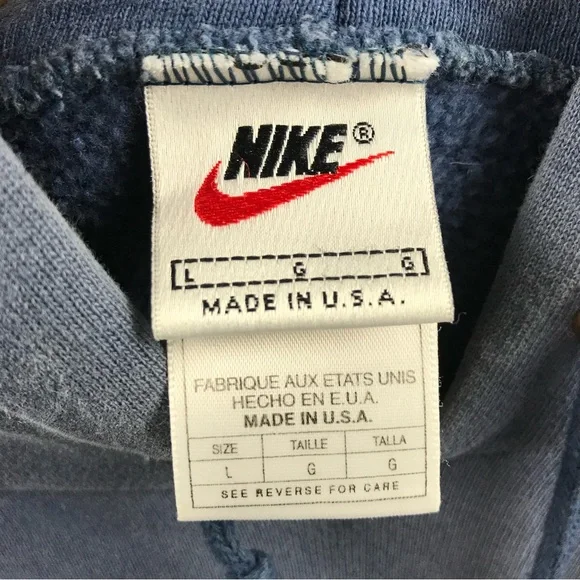 NIKE®
L G G
MADE IN U.S.A.
FABRIQUE AUX ETATS UNIS
HECHO EN E.U.A.
MADE IN U.S.A.
SIZE TAILLE TALLA
L G G
SEE REVERSE FOR CARE